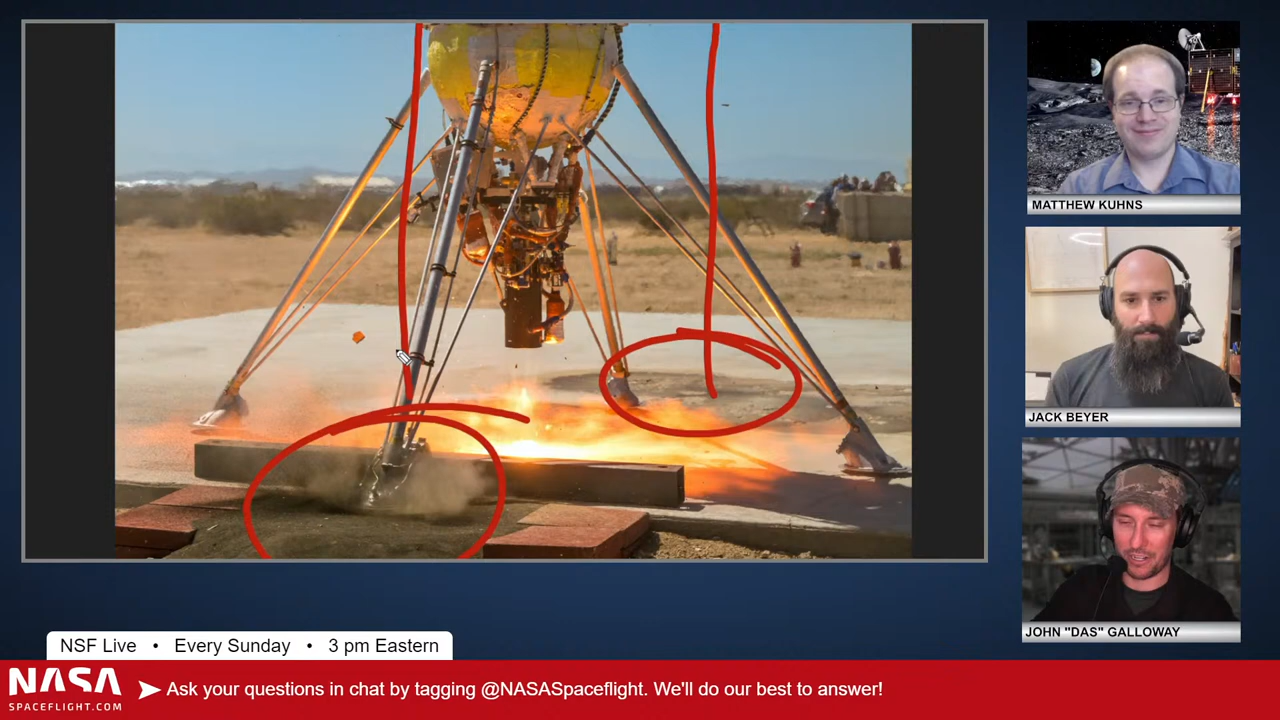 MATTHEW KUHNS
JACK BEYER
JOHN "DAS" GALLOWAY
NSF Live • Every Sunday • 3 pm Eastern
NASA
SPACEFLIGHT.COM
Ask your questions in chat by tagging @NASASpaceflight. We'll do our best to answer!